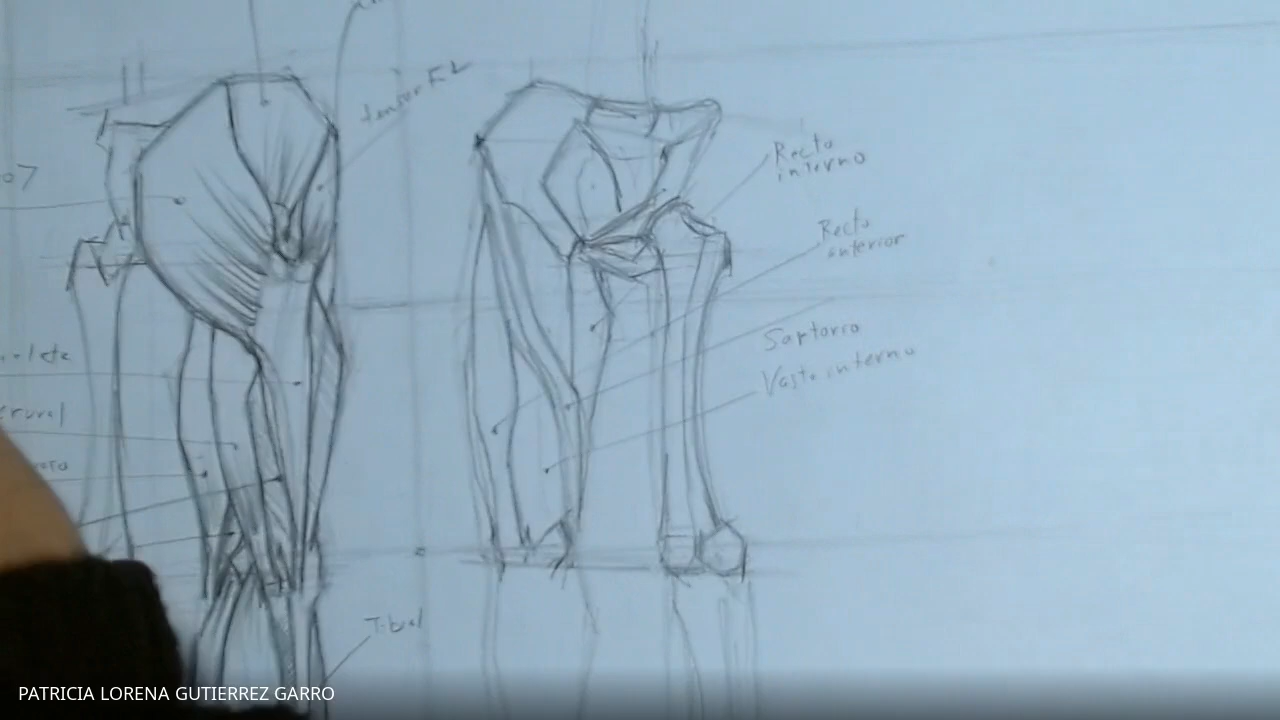 tensor F.L
Recto
interno
Recto
anterior
Sartorio
Vasto interno
Tibial
PATRICIA LORENA GUTIERREZ GARRO